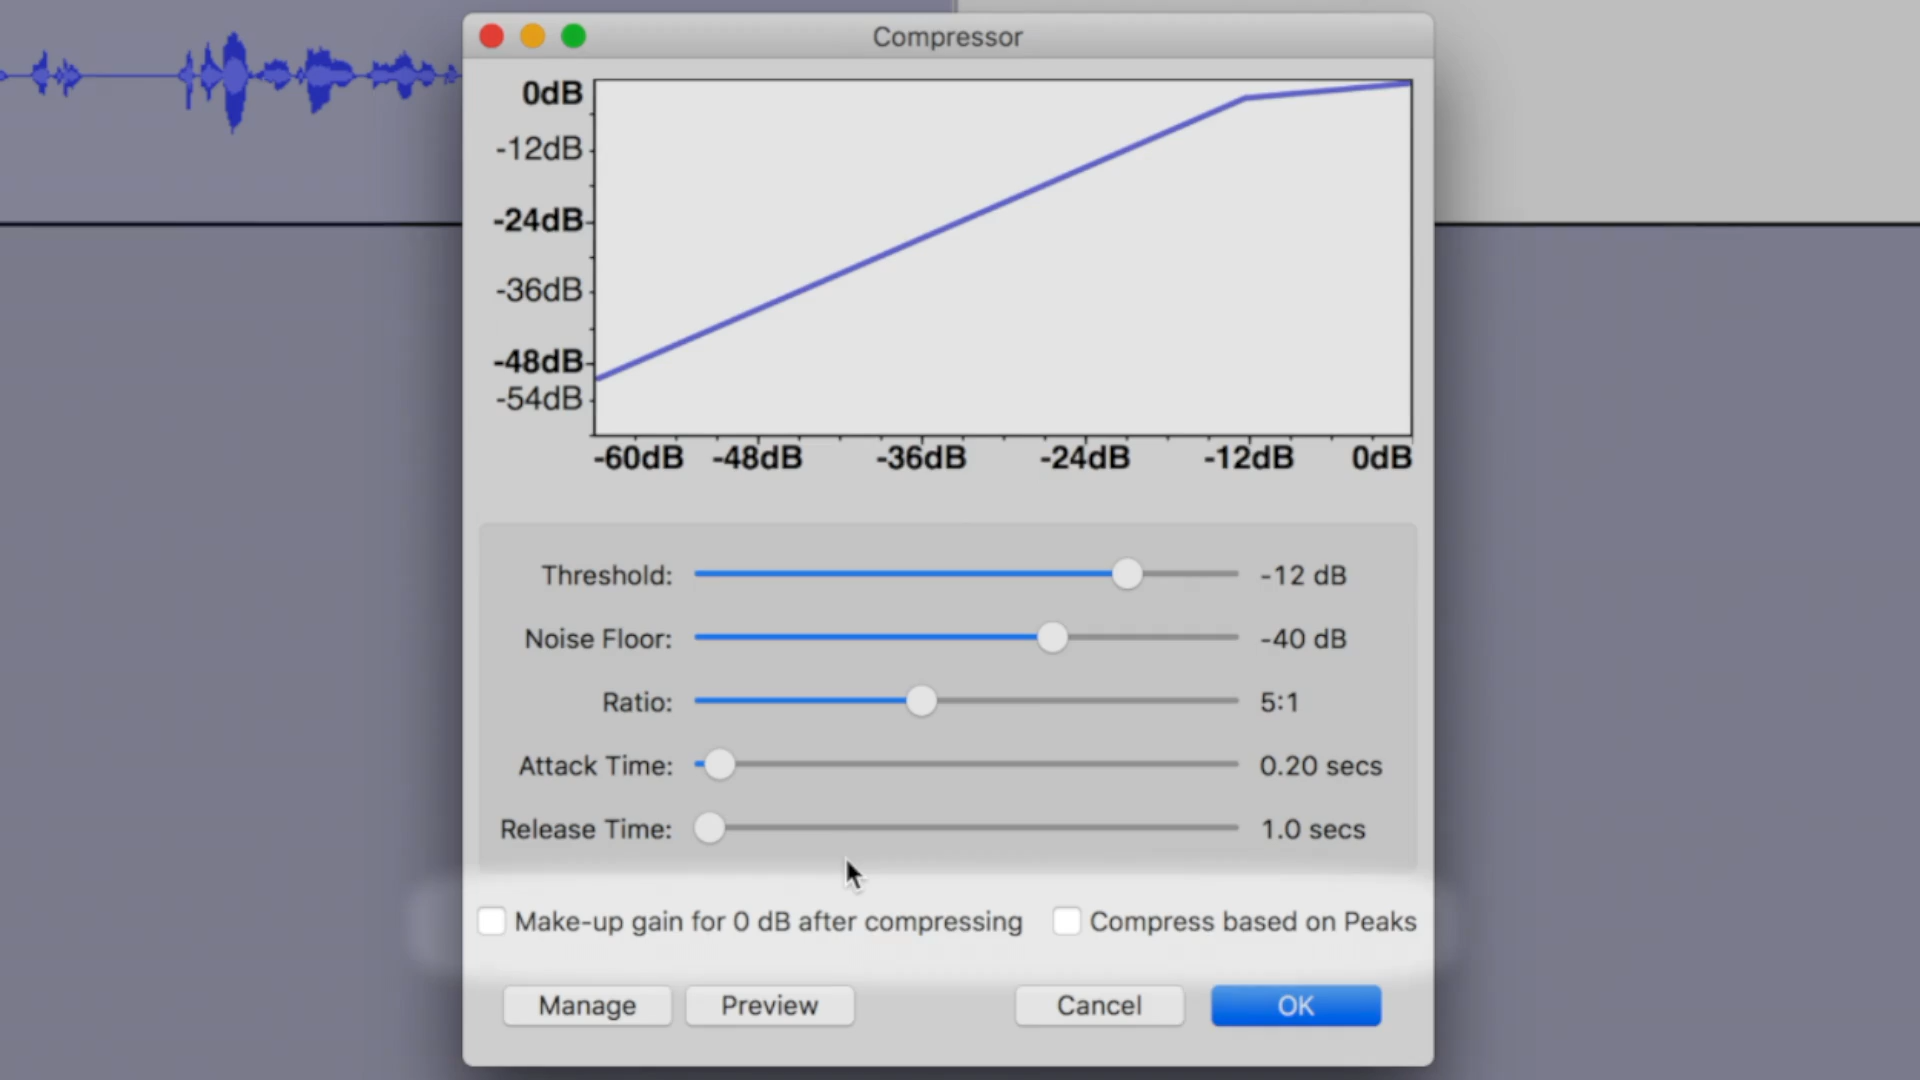 Compressor
0dB
-12dB
-24dB
-36dB
-48dB
-54dB
-60dB -48dB -36dB -24dB -12dB 0dB
Threshold: -12 dB
Noise Floor: -40 dB
Ratio: 5:1
Attack Time: 0.20 secs
Release Time: 1.0 secs
Make-up gain for 0 dB after compressing Compress based on Peaks
Manage Preview Cancel OK